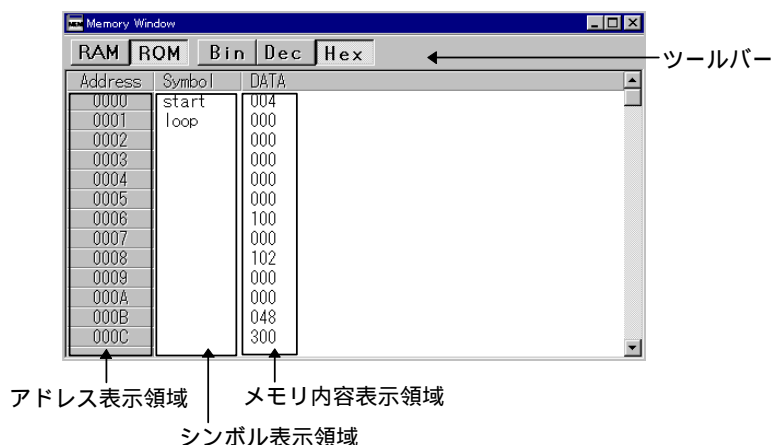 Memory Window
RAM ROM Bin Dec Hex
ツールバー
Address Symbol DATA
0000 start 004
0001 loop 000
0002 000
0003 000
0004 000
0005 000
0006 100
0007 000
0008 102
0009 000
000A 000
000B 048
000C 300
アドレス表示領域 メモリ内容表示領域
シンボル表示領域